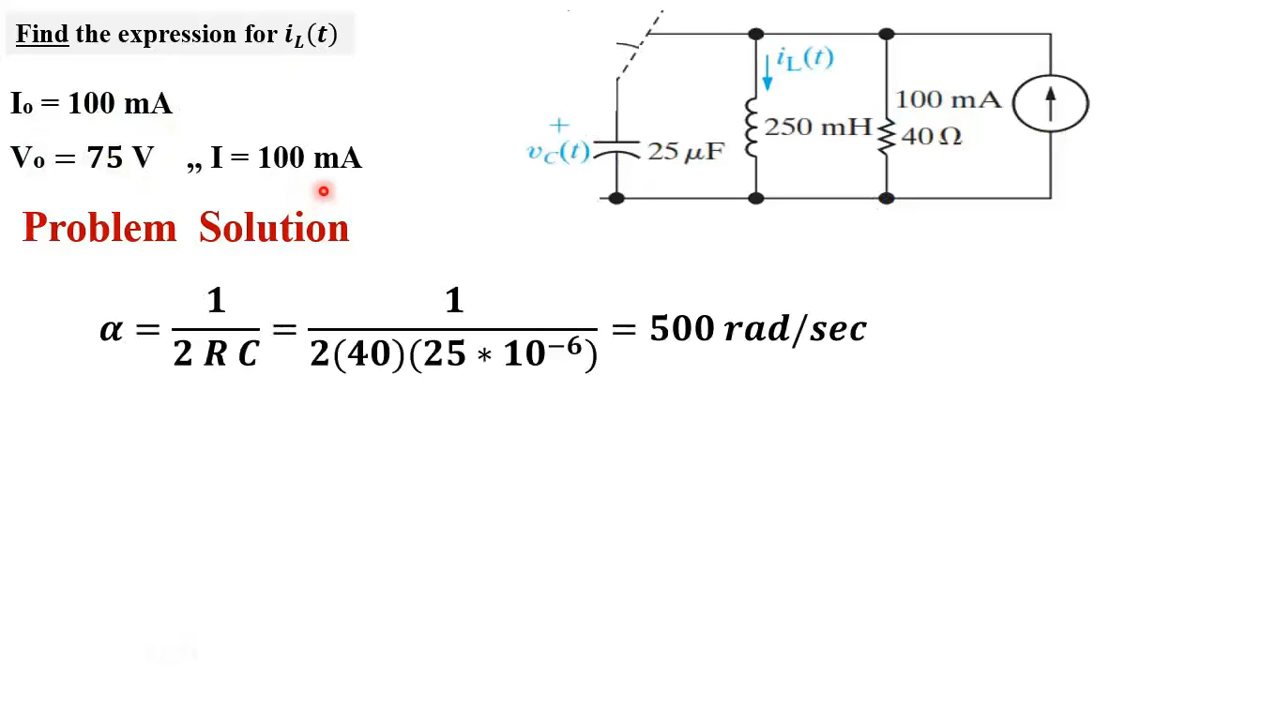 Find the expression for i_L(t)
I₀ = 100 mA
V₀ = 75 V ,, I = 100 mA
Problem Solution
i_L(t)
100 mA
250 mH
40 Ω
+
v_C(t)
25 μF
α = 1 / 2 R C = 1 / 2(40)(25 * 10⁻⁶) = 500 rad/sec